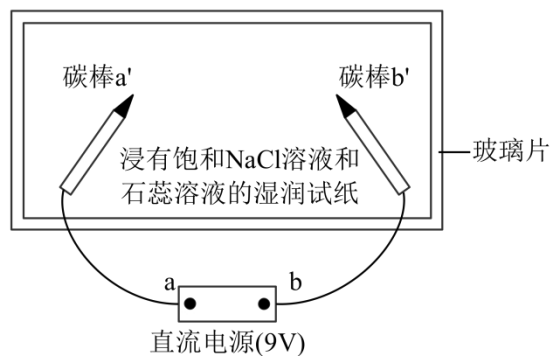 碳棒a'
碳棒b'
浸有饱和NaCl溶液和
石蕊溶液的湿润试纸
玻璃片
a
b
直流电源(9V)